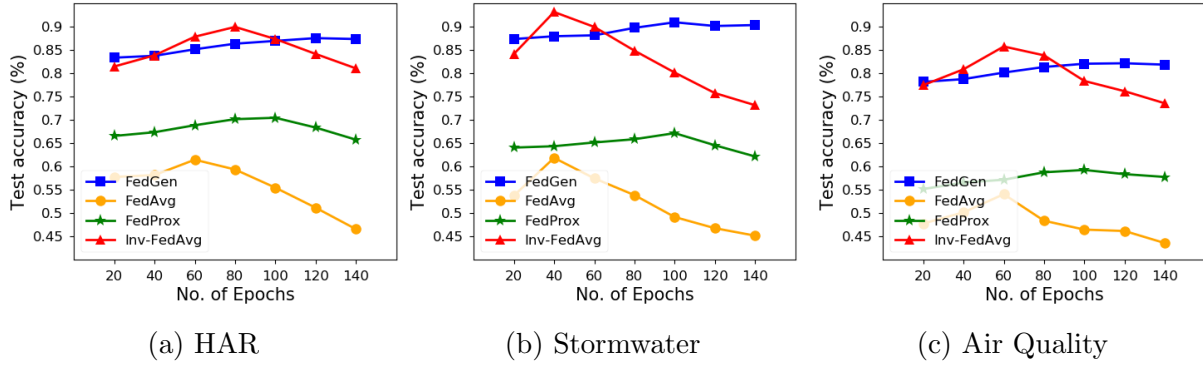 Test accuracy (%)
0.9
0.85
0.8
0.75
0.7
0.65
0.6
0.55
0.5
0.45
FedGen
FedAvg
FedProx
Inv-FedAvg
20 40 60 80 100 120 140
No. of Epochs
(a) HAR
Test accuracy (%)
0.9
0.85
0.8
0.75
0.7
0.65
0.6
0.55
0.5
0.45
FedGen
FedAvg
FedProx
Inv-FedAvg
20 40 60 80 100 120 140
No. of Epochs
(b) Stormwater
Test accuracy (%)
0.9
0.85
0.8
0.75
0.7
0.65
0.6
0.55
0.5
0.45
FedGen
FedAvg
FedProx
Inv-FedAvg
20 40 60 80 100 120 140
No. of Epochs
(c) Air Quality